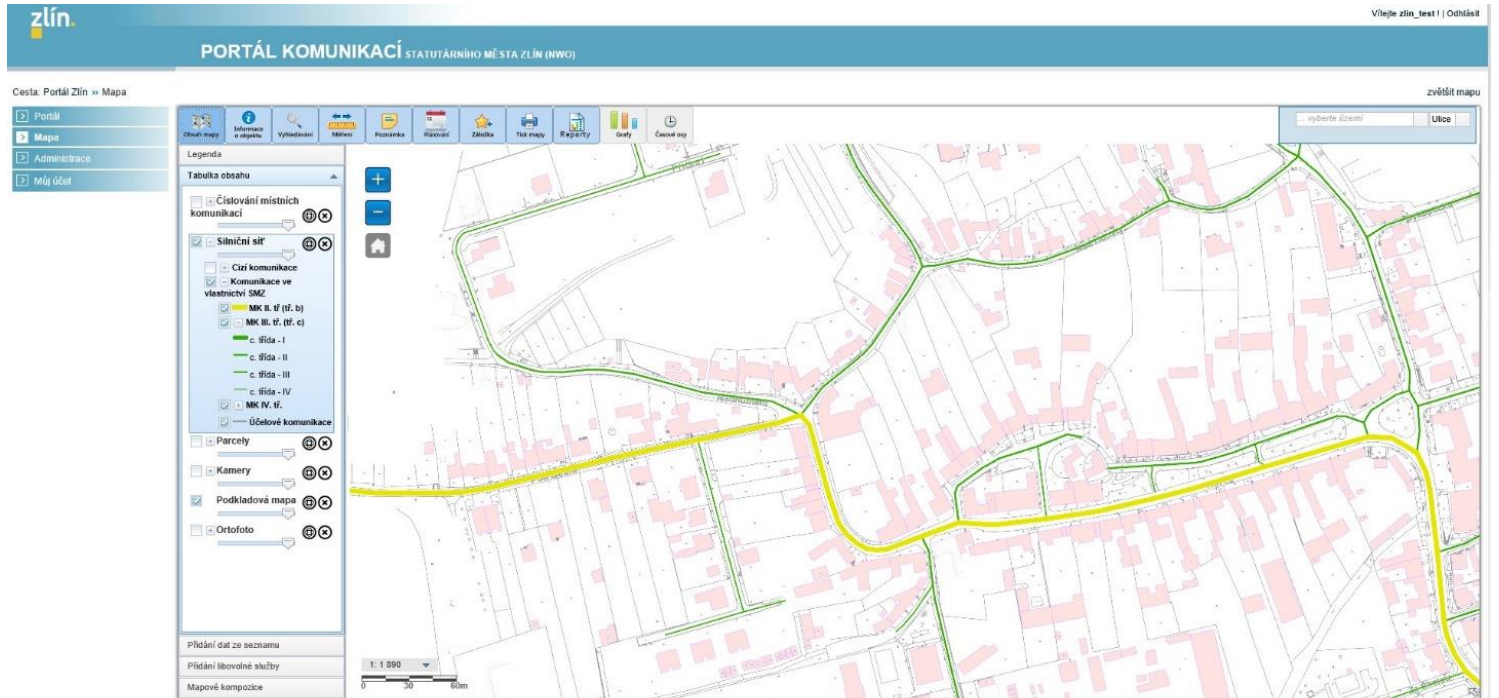 zlín.
Vítejte zlin_test ! | Odhlásit
PORTÁL KOMUNIKACÍ STATUTÁRNÍHO MĚSTA ZLÍN (NWO)
Cesta: Portál Zlín » Mapa
zvětšit mapu
Portál
Mapa
Administrace
Můj účet
Obsah mapy
Informace o objektu
Vyhledávání
Měření
Poznámka
12
Plánování
Záložka
Tisk mapy
Reporty
Grafy
Časové osy
... vyberte území
Ulice
Legenda
Tabulka obsahu
Číslování místních
komunikací
Silniční síť
Cizí komunikace
Komunikace ve
vlastnictví SMZ
MK II. tř (tř. b)
MK III. tř. (tř. c)
c. třída - I
c. třída - II
c. třída - III
c. třída - IV
MK IV. tř.
Účelové komunikace
Parcely
Kamery
Podkladová mapa
Ortofoto
Přidání dat ze seznamu
Přidání libovolné služby
Mapové kompozice
1: 1 890
0 30 60m